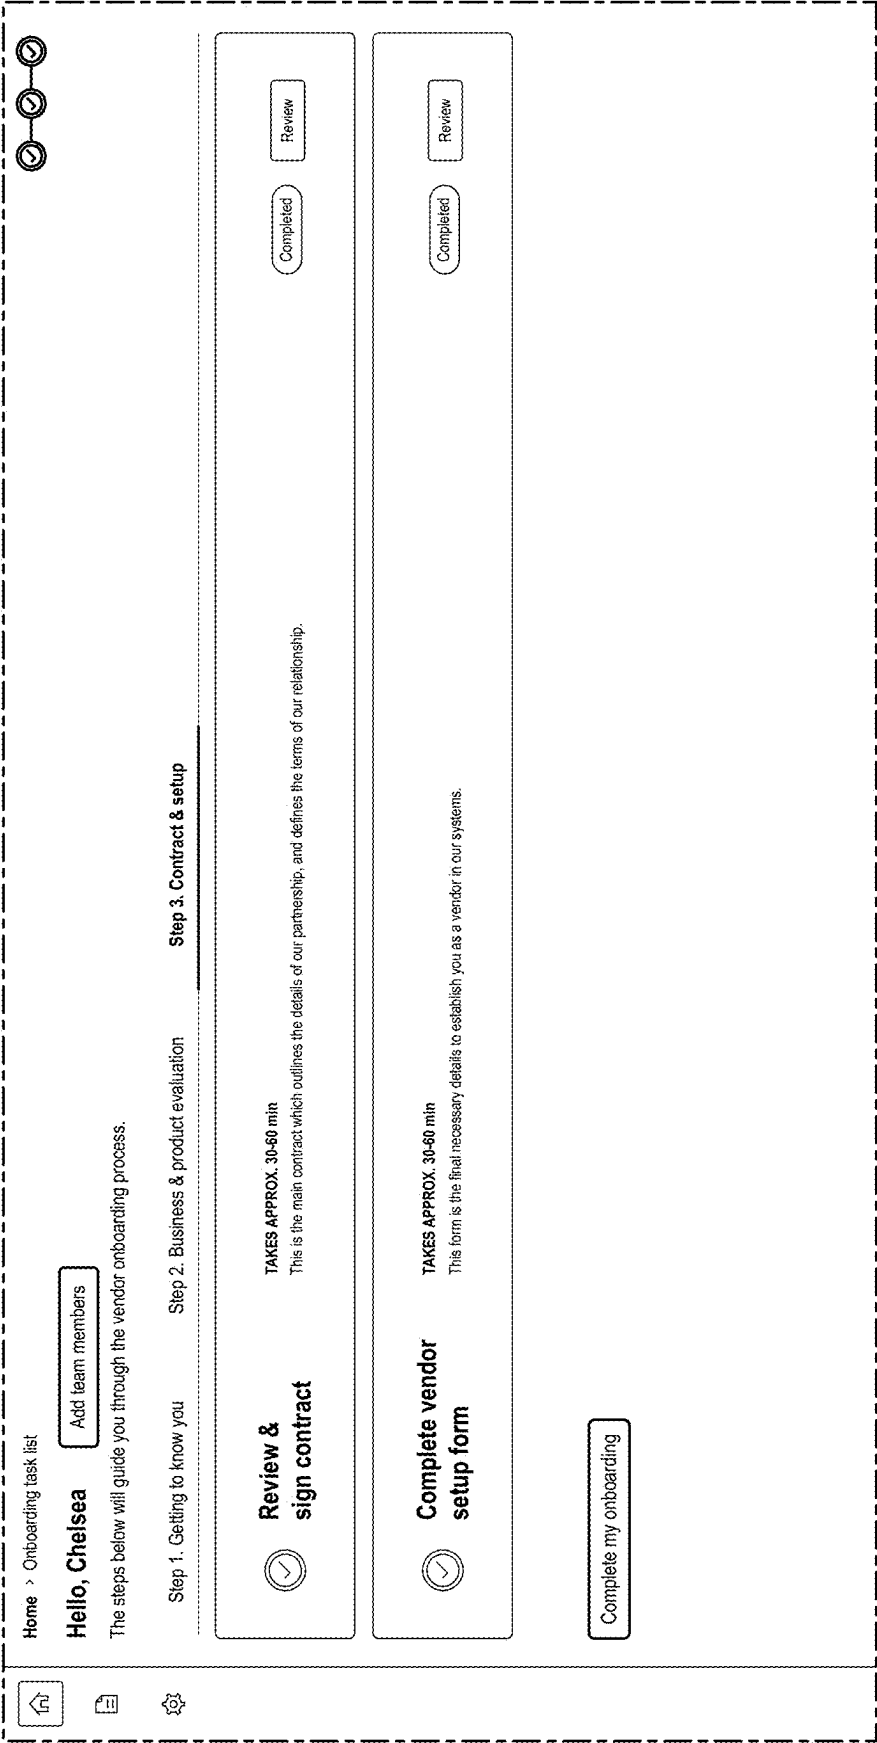 Home > Onboarding task list
Hello, Chelsea
Add team members
The steps below will guide you through the vendor onboarding process.
Step 1. Getting to know you
Step 2. Business & product evaluation
Step 3. Contract & setup
Review &
sign contract
TAKES APPROX. 30-60 min
This is the main contract which outlines the details of our partnership, and defines the terms of our relationship.
Completed
Review
Complete vendor
setup form
TAKES APPROX. 30-60 min
This form is the final necessary details to establish you as a vendor in our systems.
Completed
Review
Complete my onboarding